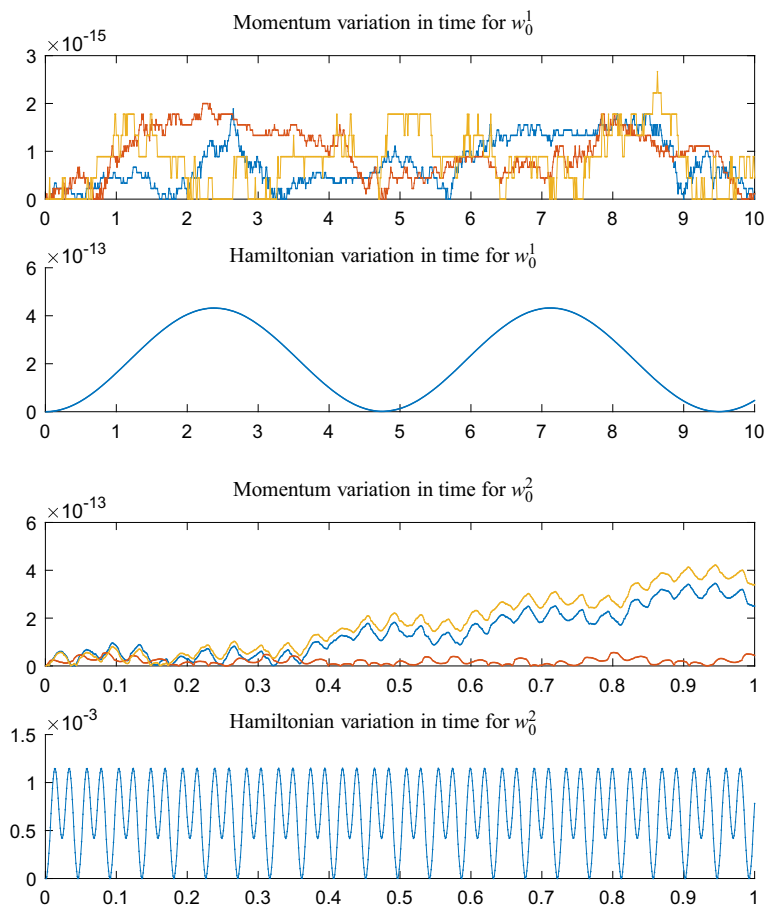 Momentum variation in time for w₀¹
×10⁻¹⁵
3
2
1
0
0 1 2 3 4 5 6 7 8 9 10
Hamiltonian variation in time for w₀¹
×10⁻¹³
6
4
2
0
0 1 2 3 4 5 6 7 8 9 10
Momentum variation in time for w₀²
×10⁻¹³
6
4
2
0
0 0.1 0.2 0.3 0.4 0.5 0.6 0.7 0.8 0.9 1
Hamiltonian variation in time for w₀²
×10⁻³
1.5
1
0.5
0
0 0.1 0.2 0.3 0.4 0.5 0.6 0.7 0.8 0.9 1